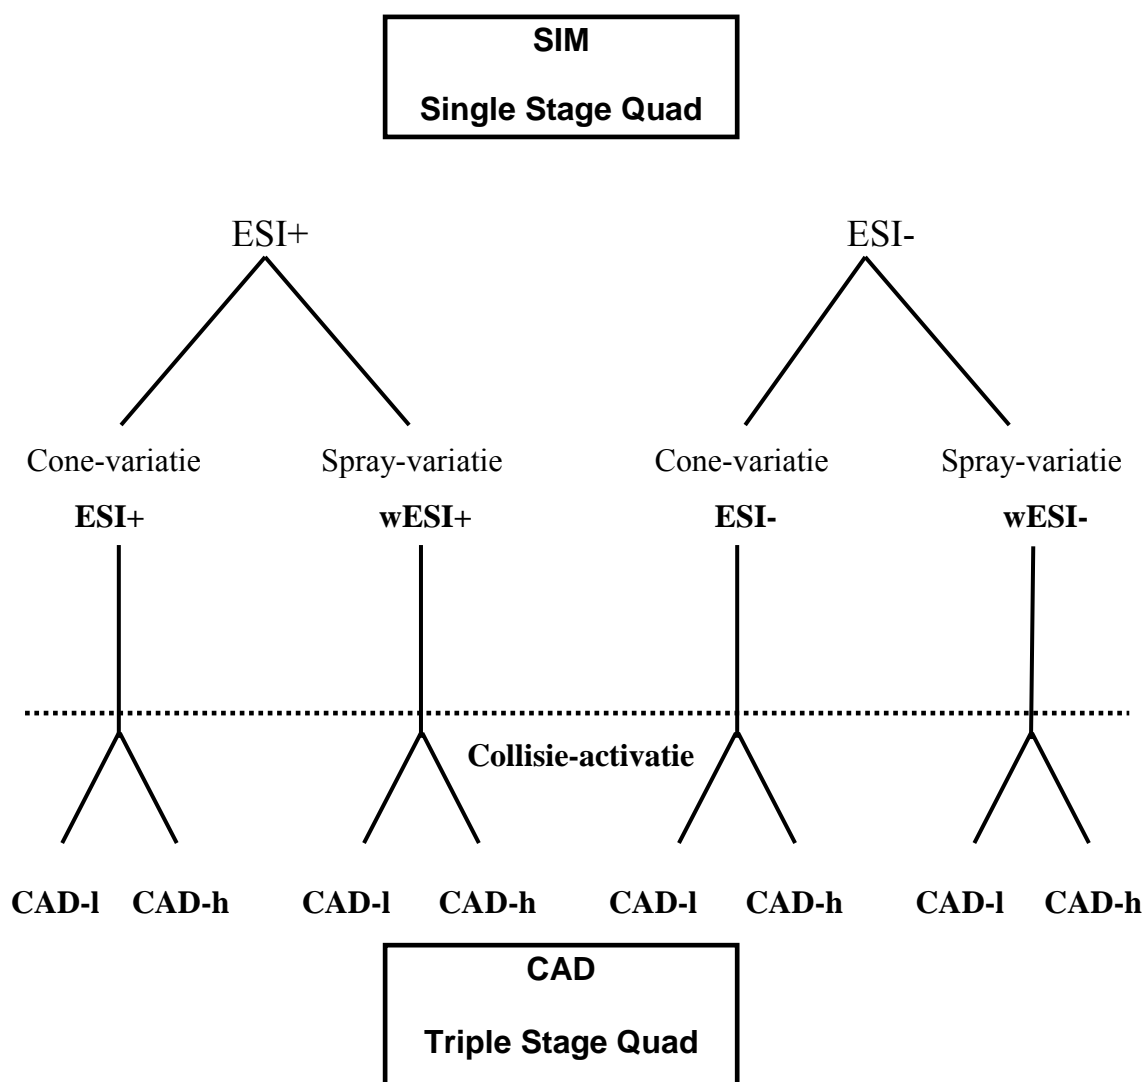 SIM
Single Stage Quad
ESI+ ESI-
Cone-variatie Spray-variatie Cone-variatie Spray-variatie
ESI+ wESI+ ESI- wESI-
Collisie-activatie
CAD-l CAD-h CAD-l CAD-h CAD-l CAD-h CAD-l CAD-h
CAD
Triple Stage Quad